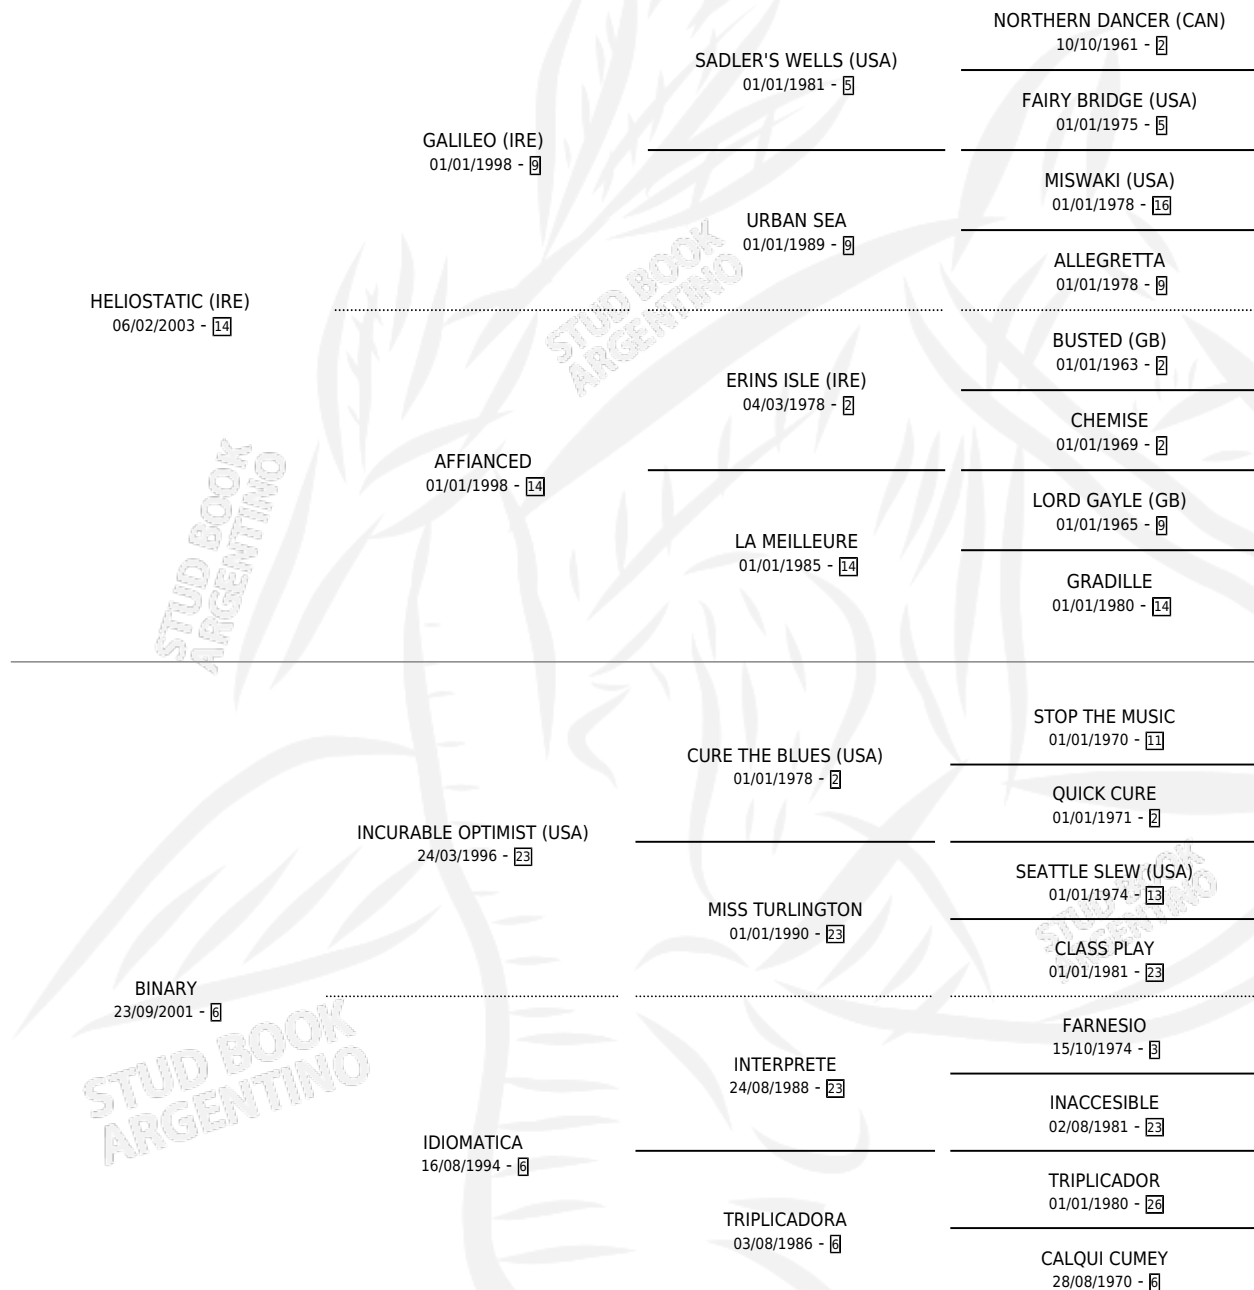 NORTHERN DANCER (CAN)
10/10/1961 - 2
SADLER'S WELLS (USA)
01/01/1981 - 5
FAIRY BRIDGE (USA)
01/01/1975 - 5
GALILEO (IRE)
01/01/1998 - 9
MISWAKI (USA)
01/01/1978 - 16
URBAN SEA
01/01/1989 - 9
ALLEGRETTA
01/01/1978 - 9
HELIOSTATIC (IRE)
06/02/2003 - 14
BUSTED (GB)
01/01/1963 - 2
ERINS ISLE (IRE)
04/03/1978 - 2
CHEMISE
01/01/1969 - 2
AFFIANCED
01/01/1998 - 14
LORD GAYLE (GB)
01/01/1965 - 9
LA MEILLEURE
01/01/1985 - 14
GRADILLE
01/01/1980 - 14
STOP THE MUSIC
01/01/1970 - 11
CURE THE BLUES (USA)
01/01/1978 - 2
QUICK CURE
01/01/1971 - 2
INCURABLE OPTIMIST (USA)
24/03/1996 - 23
SEATTLE SLEW (USA)
01/01/1974 - 13
MISS TURLINGTON
01/01/1990 - 23
CLASS PLAY
01/01/1981 - 23
BINARY
23/09/2001 - 6
FARNESIO
15/10/1974 - 3
INTERPRETE
24/08/1988 - 23
INACCESIBLE
02/08/1981 - 23
IDIOMATICA
16/08/1994 - 6
TRIPLICADOR
01/01/1980 - 26
TRIPLICADORA
03/08/1986 - 6
CALQUI CUMEY
28/08/1970 - 6
STUD BOOK
ARGENTINO
STUD BOOK
ARGENTINO
STUD BOOK
ARGENTINO
STUD BOOK
ARGENTINO